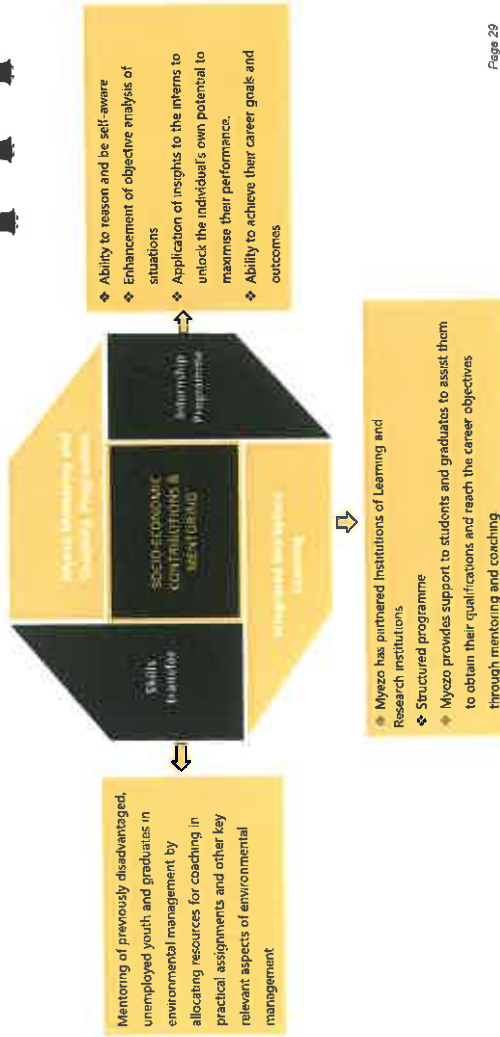 Mentoring of previously disadvantaged,
unemployed youth and graduates in
environmental management by
allocating resources for coaching in
practical assignments and other key
relevant aspects of environmental
management
Skills
transfer
Myezo Mentoring and
Programme
SOCIO ECONOMIC
CONTRIBUTIONS &
MENTORING
Internship
Programme
Learning
❖ Ability to reason and be self-aware
❖ Enhancement of objective analysis of
situations
❖ Application of insights to the interns to
unlock the individual's own potential to
maximise their performance.
❖ Ability to achieve their career goals and
outcomes
❖ Myezo has partnered Institutions of Learning and
Research institutions
❖ Structured programme
❖ Myezo provides support to students and graduates to assist them
to obtain their qualifications and reach the career objectives
through mentoring and coaching
Page 29